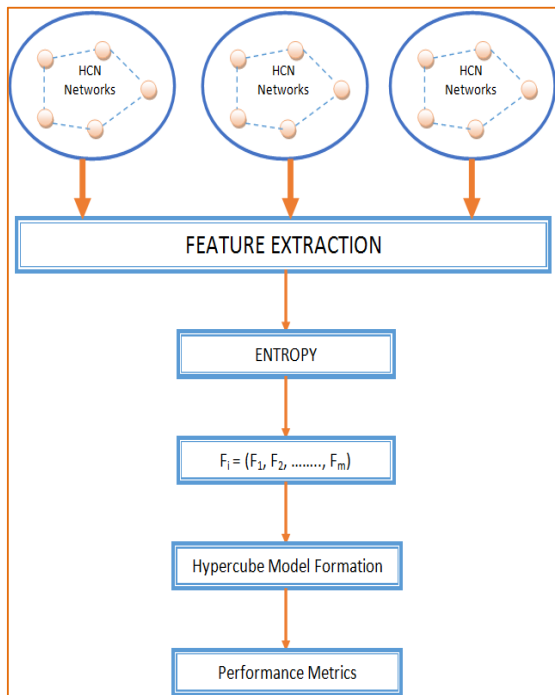 HCN
Networks
HCN
Networks
HCN
Networks
FEATURE EXTRACTION
ENTROPY
Fi = (F1, F2, ........, Fm)
Hypercube Model Formation
Performance Metrics